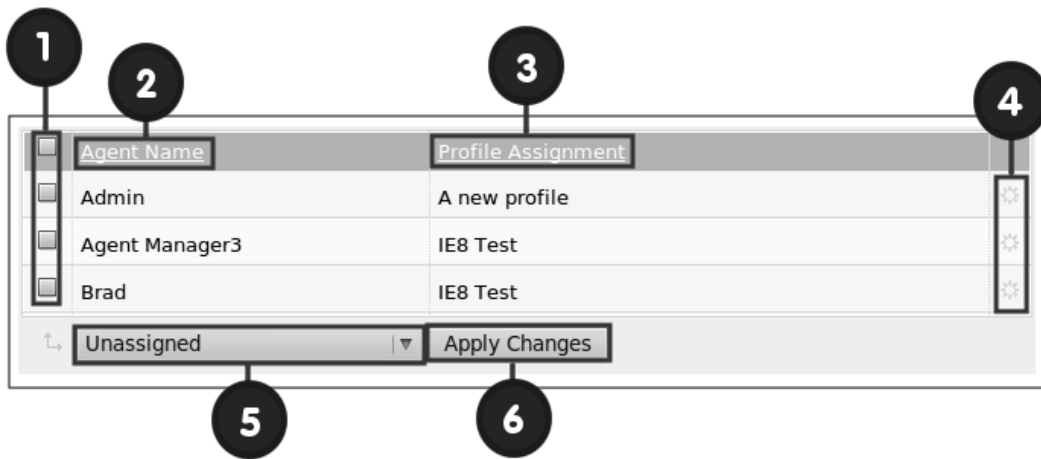 1
2
3
4
Agent Name Profile Assignment
Admin A new profile
Agent Manager3 IE8 Test
Brad IE8 Test
Unassigned Apply Changes
5
6